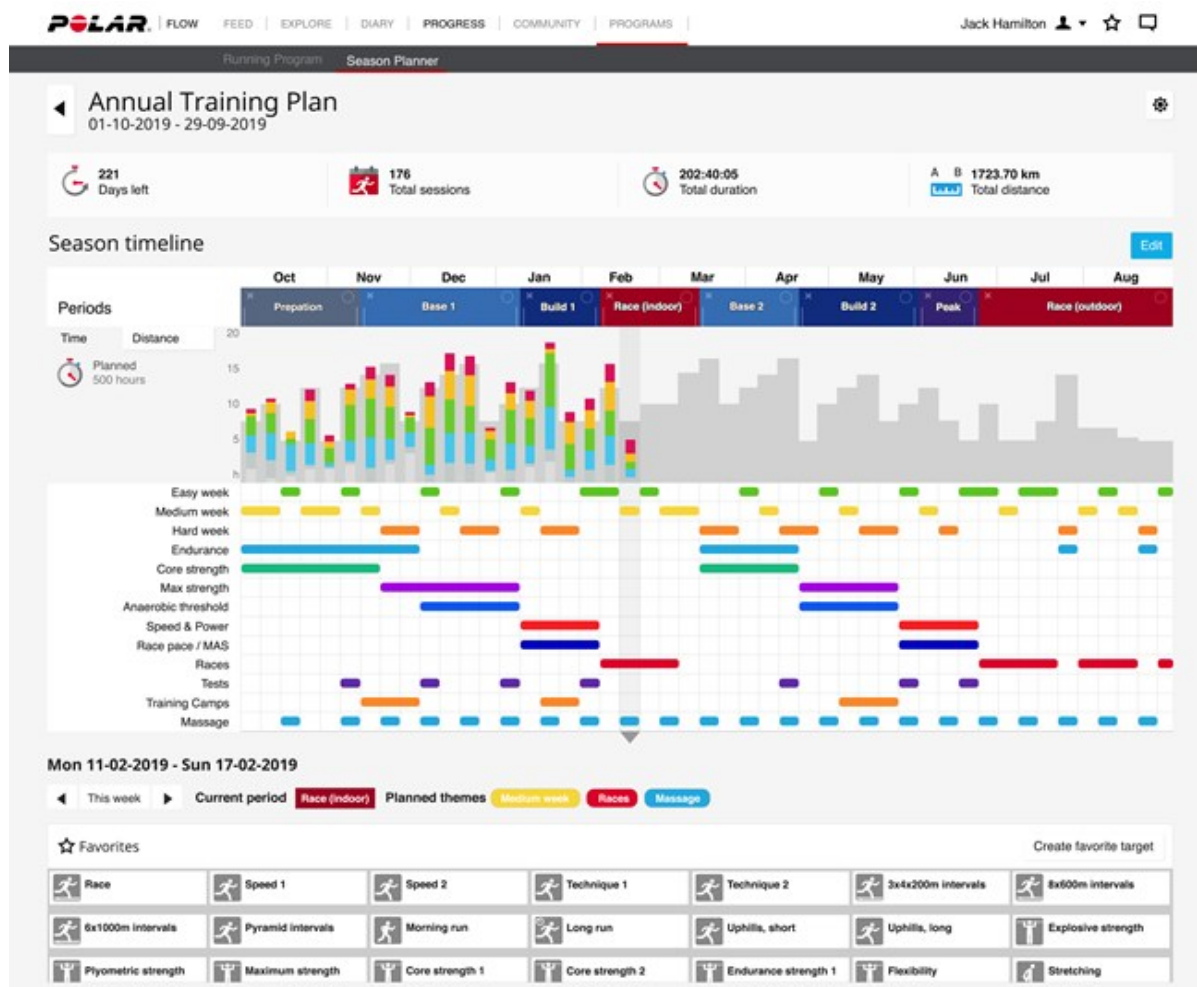 POLAR. FLOW FEED EXPLORE DIARY PROGRESS COMMUNITY PROGRAMS Jack Hamilton
Running Program Season Planner
Annual Training Plan
01-10-2019 - 29-09-2019
221 176 202:40:05 A B 1723.70 km
Days left Total sessions Total duration Total distance
Season timeline Edit
Oct Nov Dec Jan Feb Mar Apr May Jun Jul Aug
Periods Prepation Base 1 Build 1 Race (indoor) Base 2 Build 2 Peak Race (outdoor)
Time Distance 20
Planned 15
500 hours
10
5
h
Easy week
Medium week
Hard week
Endurance
Core strength
Max strength
Anaerobic threshold
Speed & Power
Race pace / MAS
Races
Tests
Training Camps
Massage
Mon 11-02-2019 - Sun 17-02-2019
This week Current period Race (Indoor) Planned themes Medium week Races Massage
Favorites Create favorite target
Race Speed 1 Speed 2 Technique 1 Technique 2 3x4x200m intervals 8x600m intervals
6x1000m intervals Pyramid intervals Morning run Long run Uphills, short Uphills, long Explosive strength
Plyometric strength Maximum strength Core strength 1 Core strength 2 Endurance strength 1 Flexibility Stretching